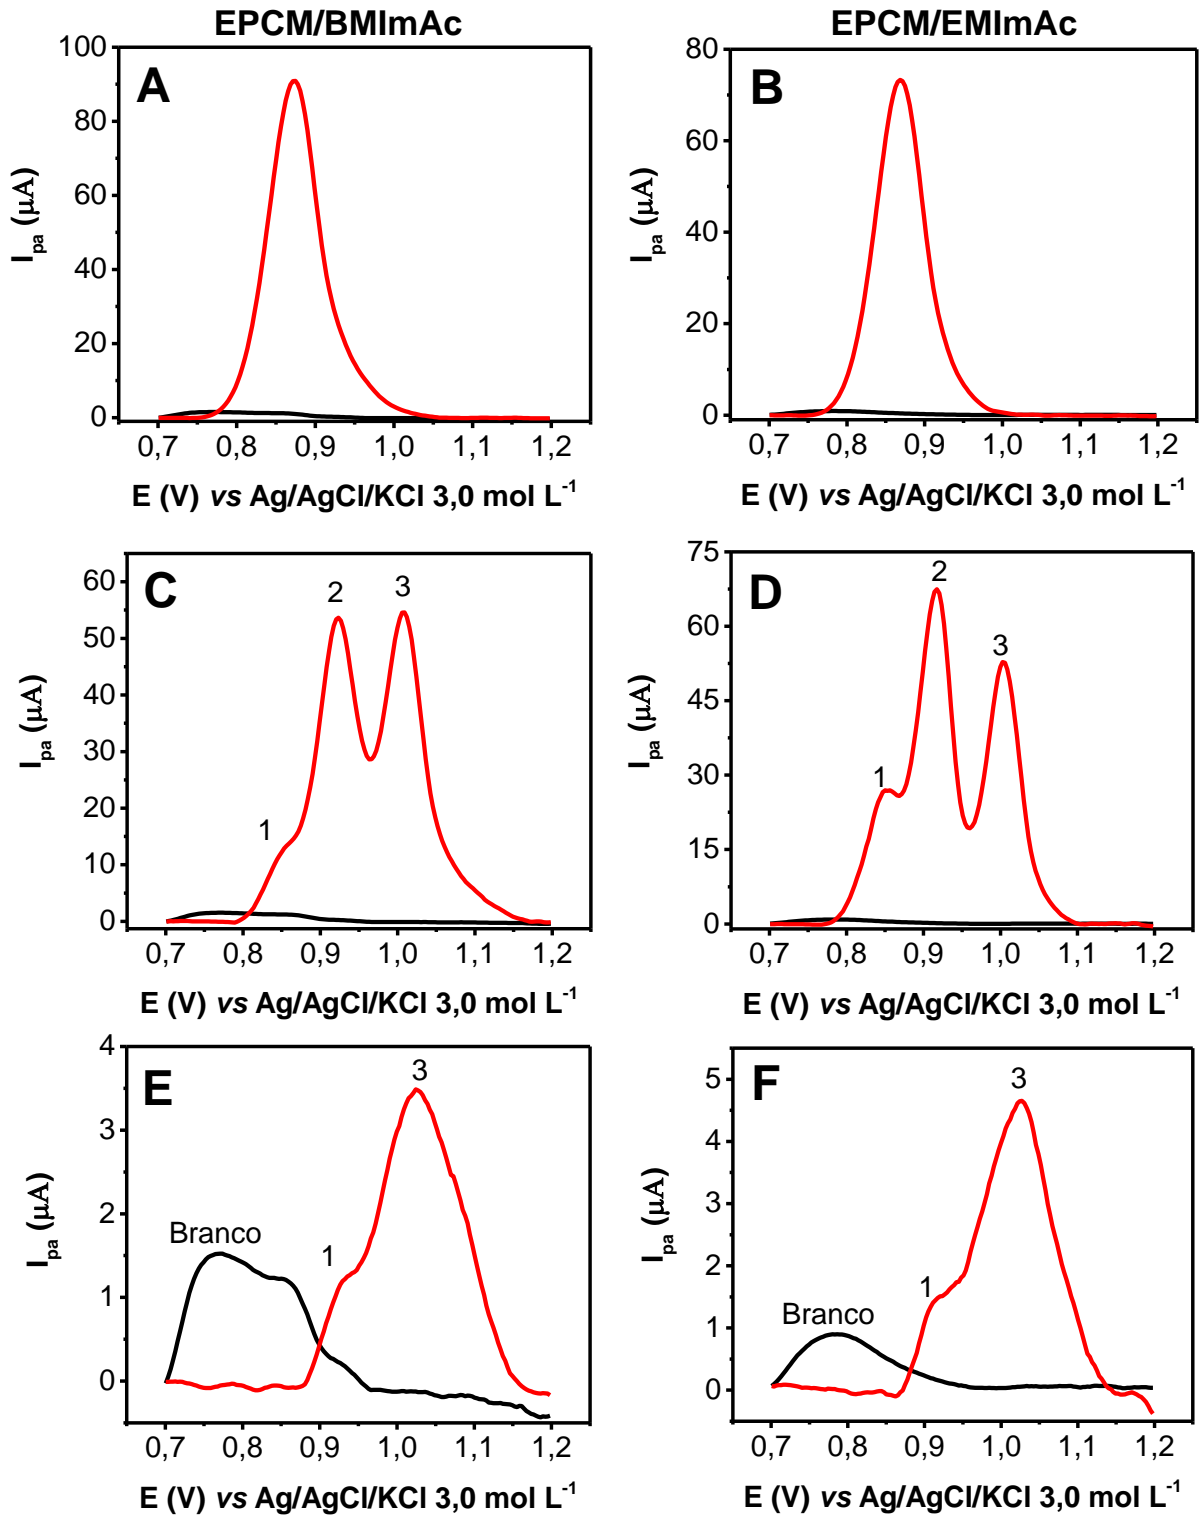 EPCM/BMImAc
EPCM/EMImAc
A
100
80
60
40
20
0
I_pa (μA)
0,7 0,8 0,9 1,0 1,1 1,2
E (V) vs Ag/AgCl/KCl 3,0 mol L⁻¹
B
80
60
40
20
0
I_pa (μA)
0,7 0,8 0,9 1,0 1,1 1,2
E (V) vs Ag/AgCl/KCl 3,0 mol L⁻¹
C
1
2
3
60
50
40
30
20
10
0
I_pa (μA)
0,7 0,8 0,9 1,0 1,1 1,2
E (V) vs Ag/AgCl/KCl 3,0 mol L⁻¹
D
1
2
3
75
60
45
30
15
0
I_pa (μA)
0,7 0,8 0,9 1,0 1,1 1,2
E (V) vs Ag/AgCl/KCl 3,0 mol L⁻¹
E
Branco
1
3
4
3
2
1
0
I_pa (μA)
0,7 0,8 0,9 1,0 1,1 1,2
E (V) vs Ag/AgCl/KCl 3,0 mol L⁻¹
F
Branco
1
3
5
4
3
2
1
0
I_pa (μA)
0,7 0,8 0,9 1,0 1,1 1,2
E (V) vs Ag/AgCl/KCl 3,0 mol L⁻¹